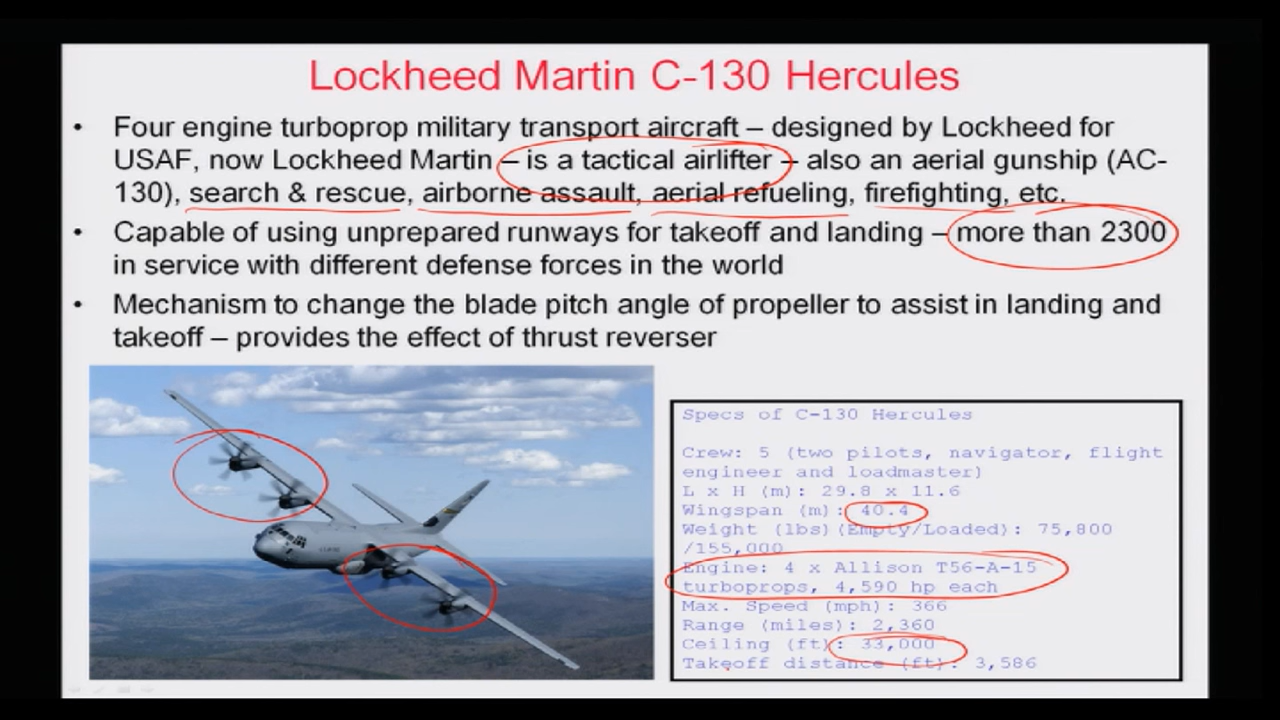 Lockheed Martin C-130 Hercules
• Four engine turboprop military transport aircraft – designed by Lockheed for
USAF, now Lockheed Martin – is a tactical airlifter – also an aerial gunship (AC-
130), search & rescue, airborne assault, aerial refueling, firefighting, etc.
• Capable of using unprepared runways for takeoff and landing – more than 2300
in service with different defense forces in the world
• Mechanism to change the blade pitch angle of propeller to assist in landing and
takeoff – provides the effect of thrust reverser
Specs of C-130 Hercules
Crew: 5 (two pilots, navigator, flight
engineer and loadmaster)
L x H (m): 29.8 x 11.6
Wingspan (m): 40.4
Weight (lbs)(Empty/Loaded): 75,800
/155,000
Engine: 4 x Allison T56-A-15
turboprops, 4,590 hp each
Max. Speed (mph): 366
Range (miles): 2,360
Ceiling (ft): 33,000
Takeoff distance (ft): 3,586